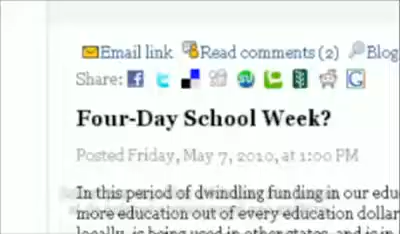 Email link Read comments (2) Blog
Share:
Four-Day School Week?
Posted Friday, May 7, 2010, at 1:00 PM
In this period of dwindling funding in our edu
more education out of every education dollar
locally, is being used in other states, and is in